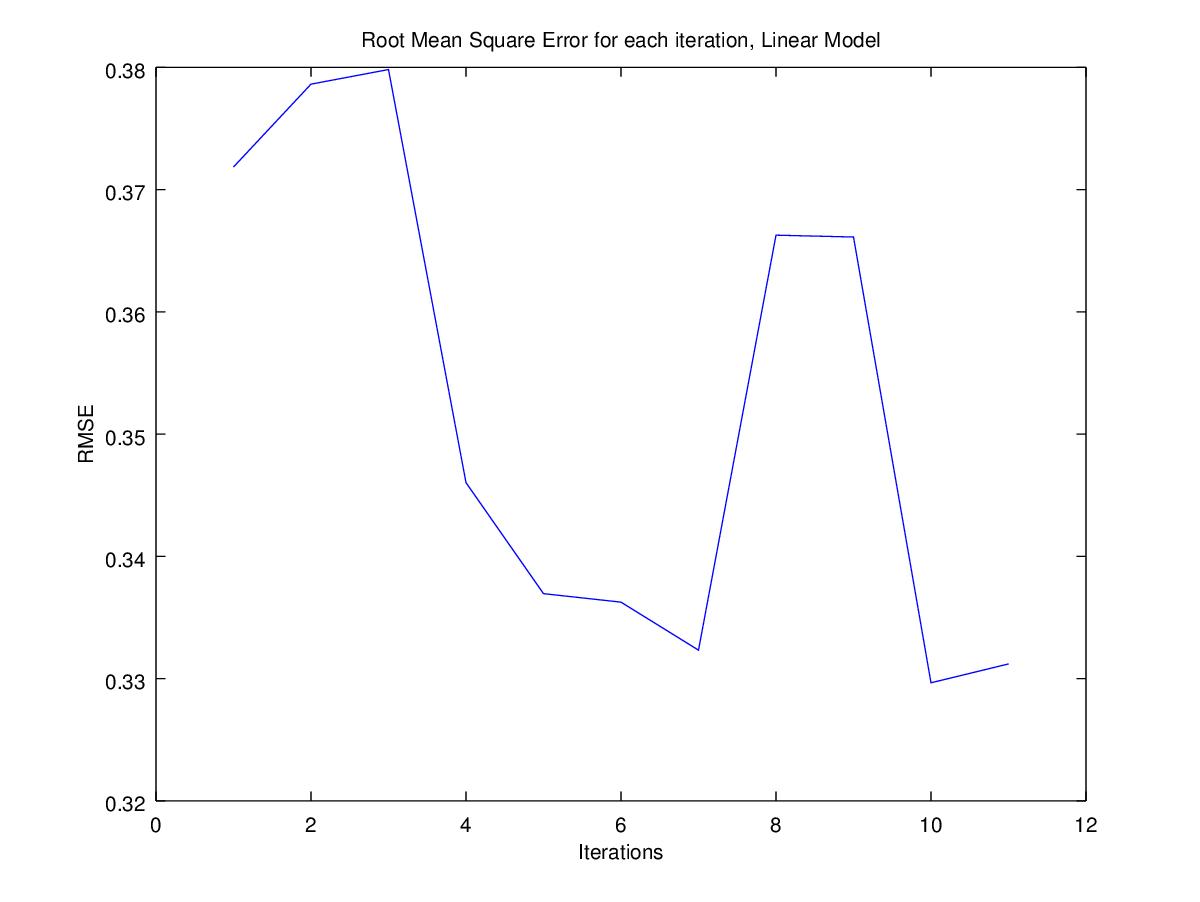 Root Mean Square Error for each iteration, Linear Model
0.38
0.37
0.36
0.35
0.34
0.33
0.32
RMSE
0 2 4 6 8 10 12
Iterations